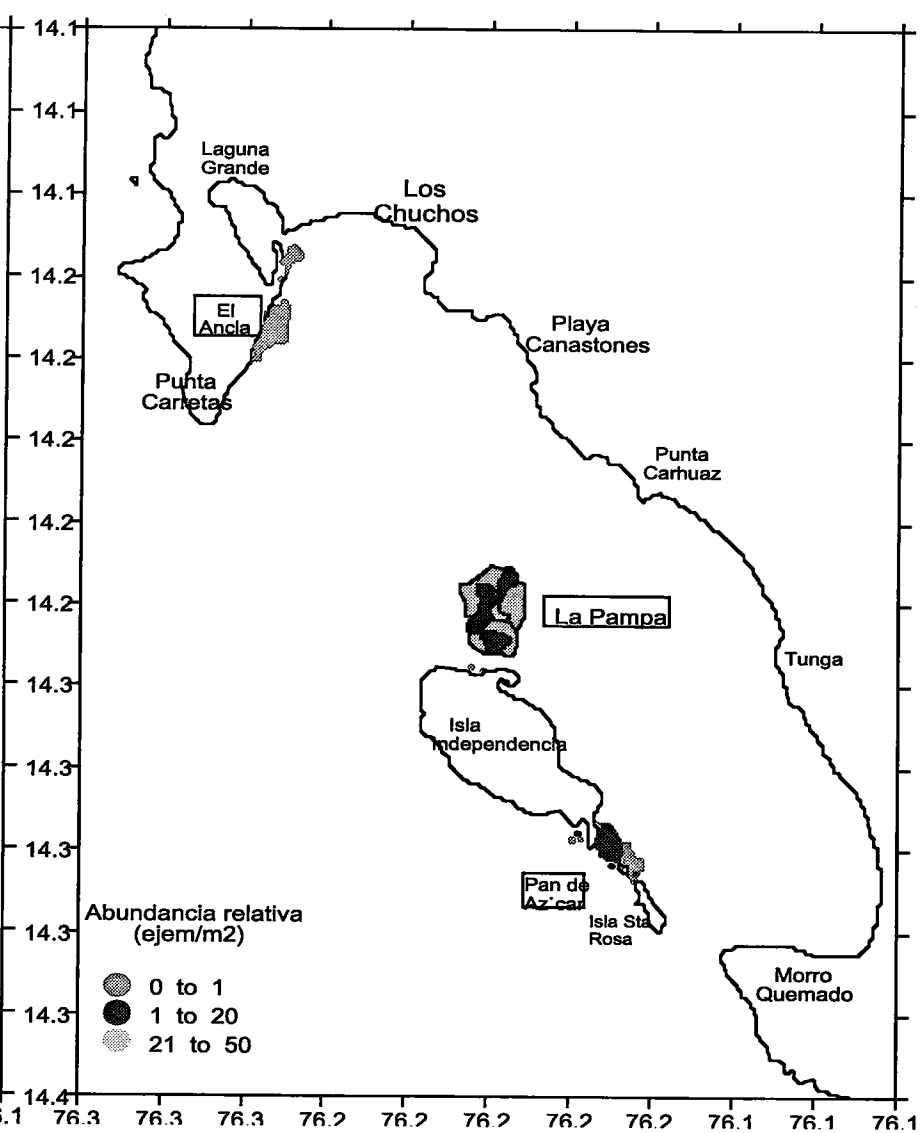 14.1
14.1
Laguna
Grande
14.1
Los
Chuchos
14.2
El
Ancla
Playa
Canastones
14.2
Punta
Carretas
14.2
Punta
Carhuaz
14.2
14.2
La Pampa
Tunga
14.3
Isla
Independencia
14.3
14.3
Pan de
Az´car
Isla Sta
Rosa
Abundancia relativa
(ejem/m2)
14.3
Morro
Quemado
0 to 1
1 to 20
21 to 50
14.3
14.4
6.1 76.3 76.3 76.3 76.2 76.2 76.2 76.2 76.2 76.1 76.1 76.1